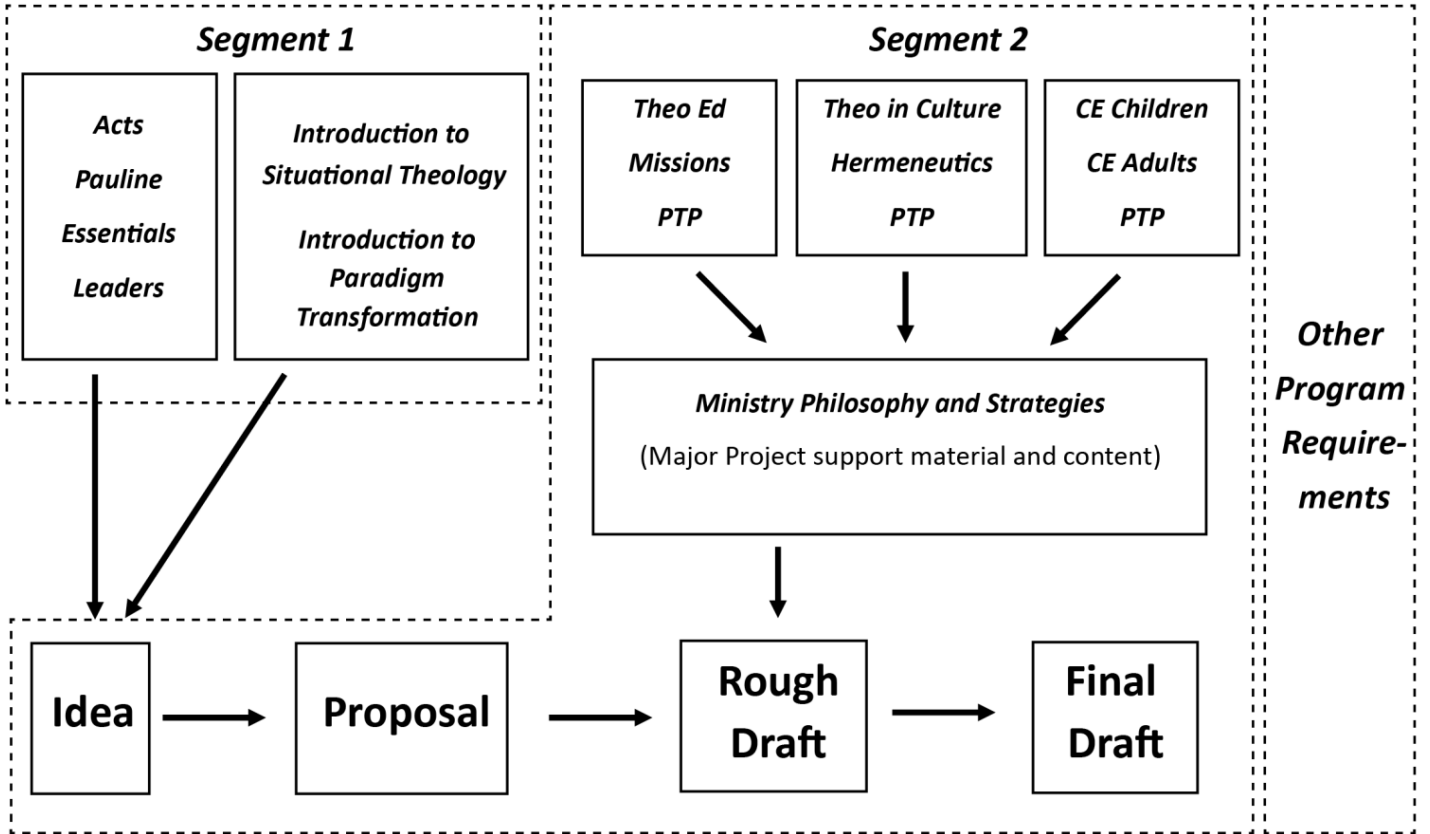 Segment 1
Acts
Pauline
Essentials
Leaders
Introduction to
Situational Theology
Introduction to
Paradigm
Transformation
Segment 2
Theo Ed
Missions
PTP
Theo in Culture
Hermeneutics
PTP
CE Children
CE Adults
PTP
Ministry Philosophy and Strategies
(Major Project support material and content)
Idea
Proposal
Rough
Draft
Final
Draft
Other
Program
Require-
ments